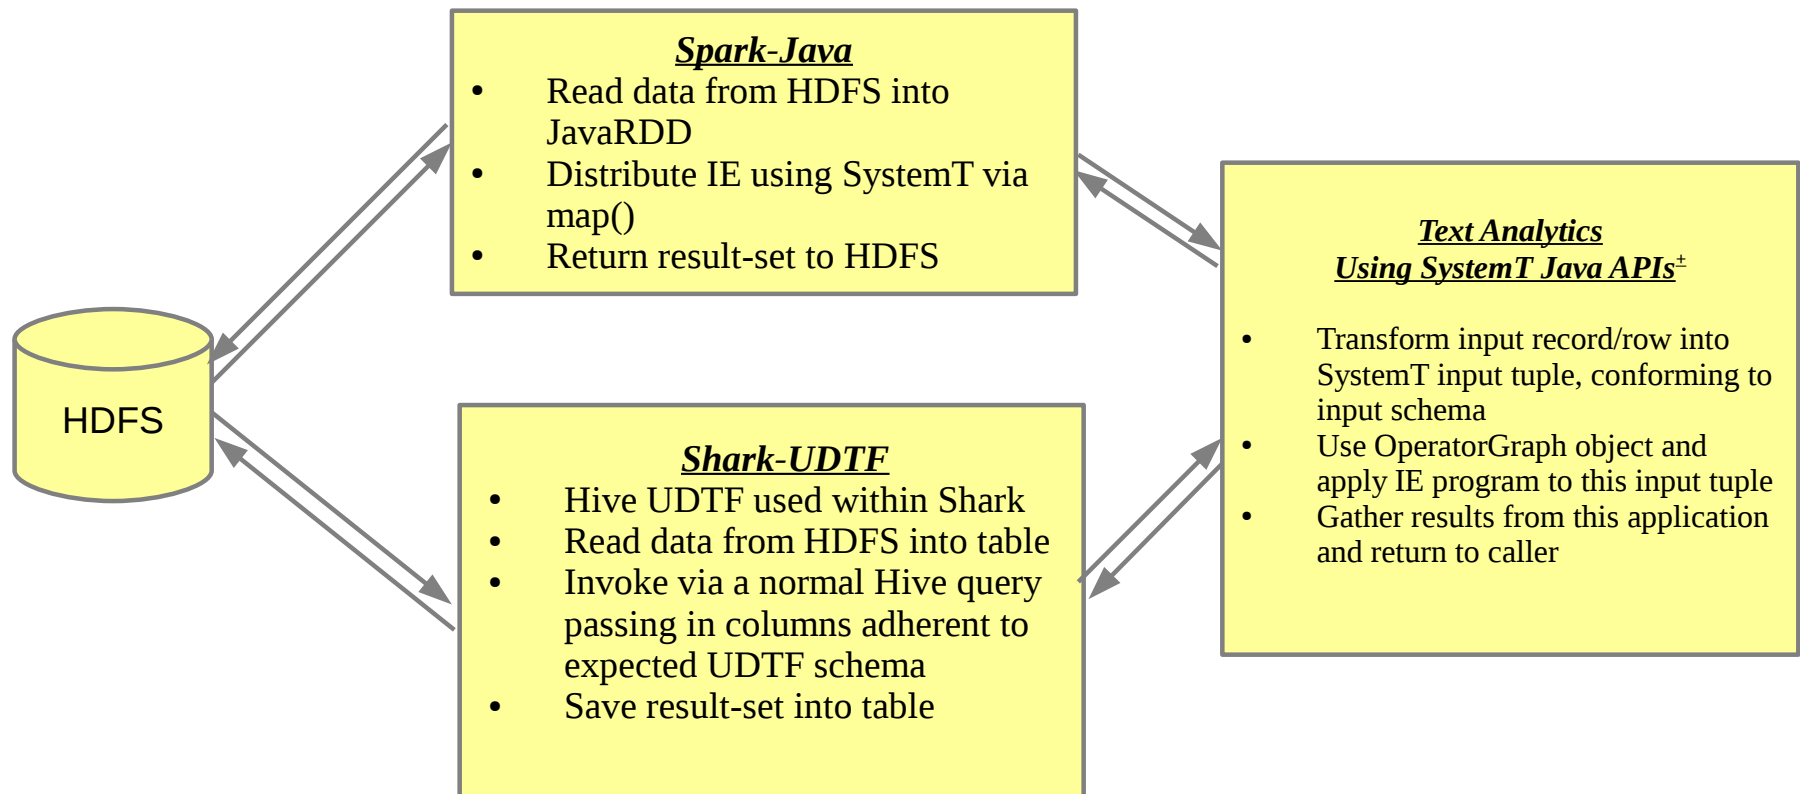 Spark-Java
• Read data from HDFS into
JavaRDD
• Distribute IE using SystemT via
map()
• Return result-set to HDFS
HDFS
Shark-UDTF
• Hive UDTF used within Shark
• Read data from HDFS into table
• Invoke via a normal Hive query
passing in columns adherent to
expected UDTF schema
• Save result-set into table
Text Analytics
Using SystemT Java APIs±
• Transform input record/row into
SystemT input tuple, conforming to
input schema
• Use OperatorGraph object and
apply IE program to this input tuple
• Gather results from this application
and return to caller